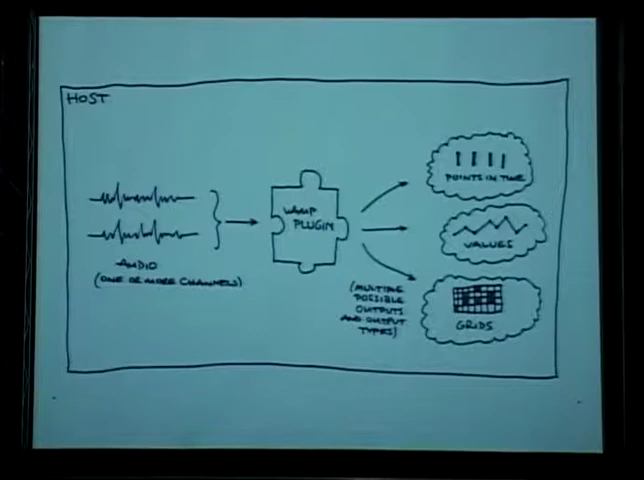 HOST
AUDIO
(ONE OR MORE CHANNELS)
VAMP
PLUGIN
(MULTIPLE
POSSIBLE
OUTPUTS
AND OUTPUT
TYPES)
POINTS IN TIME
VALUES
GRIDS